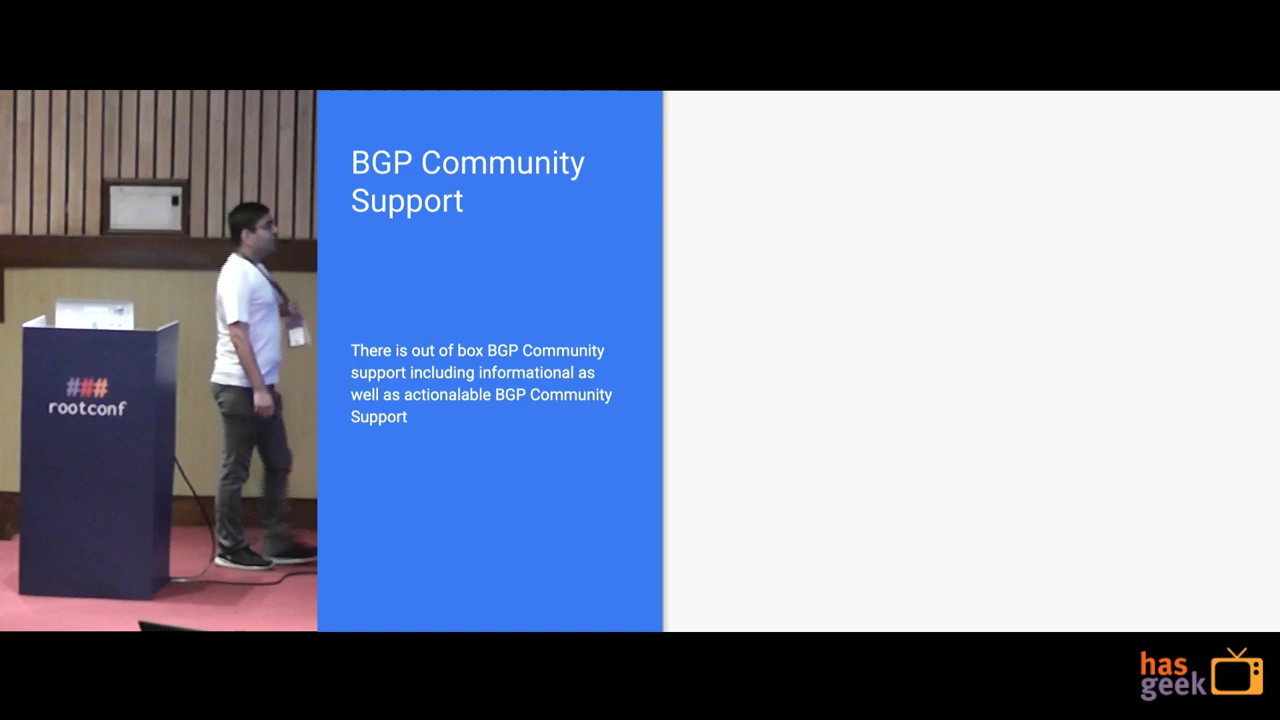 ###
rootconf
BGP Community
Support
There is out of box BGP Community
support including informational as
well as actionalable BGP Community
Support
has
geek